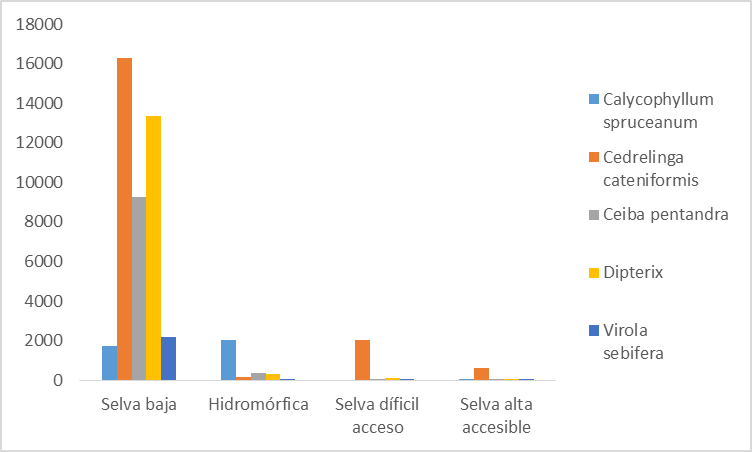 18000
16000
14000
12000
10000
8000
6000
4000
2000
0
Selva baja
Hidromórfica
Selva díficil
acceso
Selva alta
accesible
Calycophyllum
spruceanum
Cedrelinga
cateniformis
Ceiba pentandra
Dipterix
Virola
sebifera